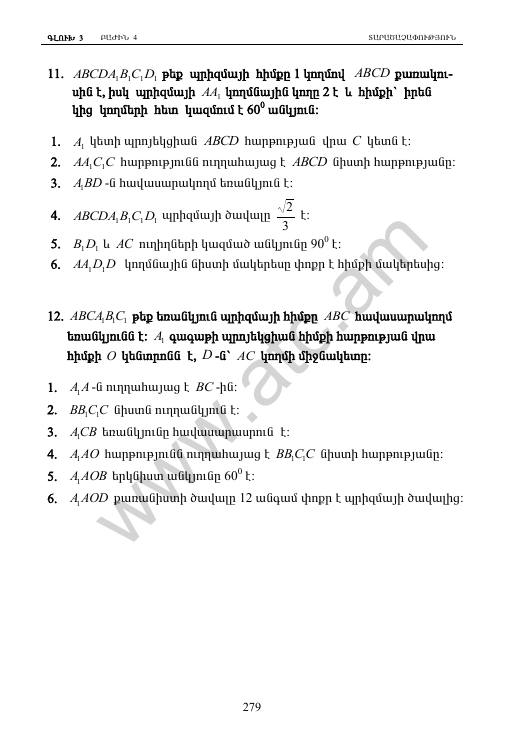 ԳԼՈՒԽ 3 ԲԱԺԻՆ 4 ՏԱՐԱԾԱՉԱՓՈՒԹՅՈՒՆ
11. ABCDA₁B₁C₁D₁ թեք պրիզմայի հիմքը 1 կողմով ABCD քառակու-
սին է, իսկ պրիզմայի AA₁ կողմնային կողը 2 է և հիմքի՝ իրեն
կից կողմերի հետ կազմում է 60⁰ անկյուն:
1. A₁ կետի պրոյեկցիան ABCD հարթության վրա C կետն է:
2. AA₁C₁C հարթությունն ուղղահայաց է ABCD նիստի հարթությանը:
3. A₁BD -ն հավասարակողմ եռանկյուն է:
4. ABCDA₁B₁C₁D₁ պրիզմայի ծավալը √2/3 է:
5. B₁D₁ և AC ուղիղների կազմած անկյունը 90⁰ է:
6. AA₁D₁D կողմնային նիստի մակերեսը փոքր է հիմքի մակերեսից:
12. ABCA₁B₁C₁ թեք եռանկյուն պրիզմայի հիմքը ABC հավասարակողմ
եռանկյունն է: A₁ գագաթի պրոյեկցիան հիմքի հարթության վրա
հիմքի O կենտրոնն է, D -ն՝ AC կողմի միջնակետը:
1. A₁A -ն ուղղահայաց է BC -ին:
2. BB₁C₁C նիստն ուղղանկյուն է:
3. A₁CB եռանկյունը հավասարասրուն է:
4. A₁AO հարթությունն ուղղահայաց է BB₁C₁C նիստի հարթությանը:
5. A₁AOB երկնիստ անկյունը 60⁰ է:
6. A₁AOD քառանիստի ծավալը 12 անգամ փոքր է պրիզմայի ծավալից:
www.atc.am
279